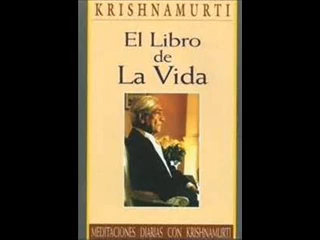 KRISHNAMURTI
El Libro
de
La Vida
MEDITACIONES DIARIAS CON KRISHNAMURTI